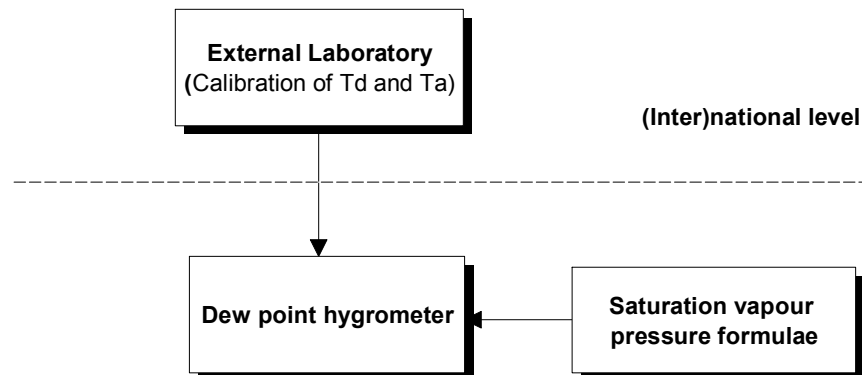 External Laboratory
(Calibration of Td and Ta)
(Inter)national level
Dew point hygrometer
Saturation vapour
pressure formulae